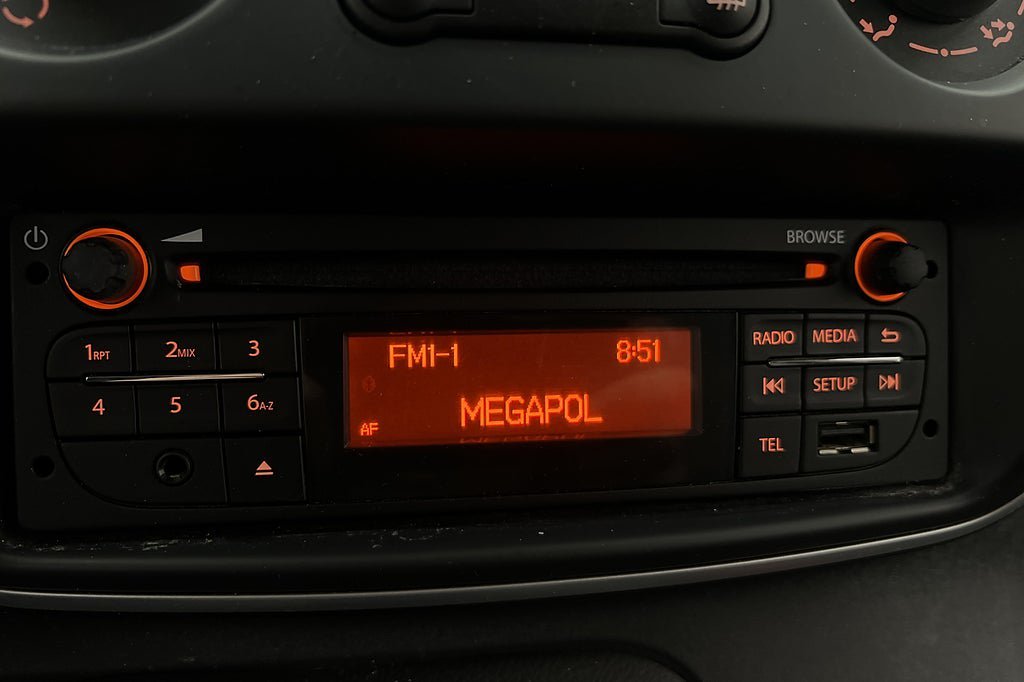 BROWSE
1RPT 2MIX 3
4 5 6A-Z
FM1-1 8:51
MEGAPOL
AF
RADIO MEDIA
SETUP
TEL